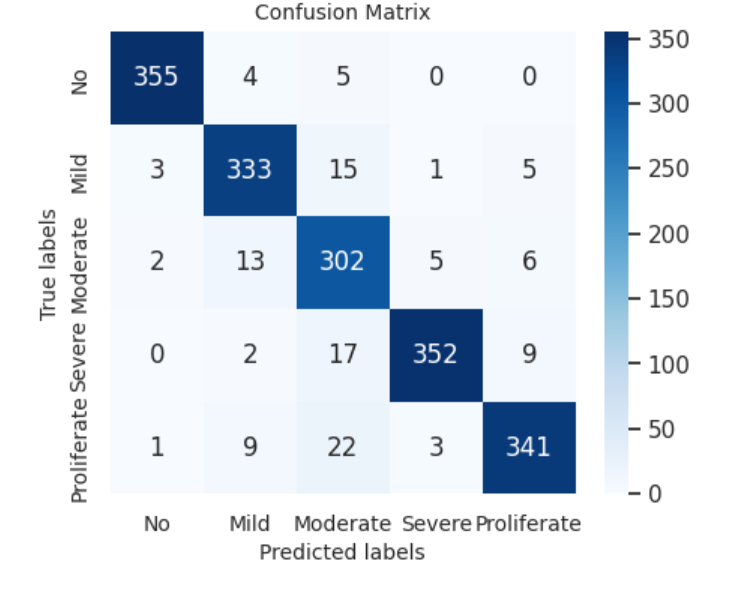 Confusion Matrix
No 355 4 5 0 0
Mild 3 333 15 1 5
Moderate 2 13 302 5 6
Severe 0 2 17 352 9
Proliferate 1 9 22 3 341
True labels
No Mild Moderate Severe Proliferate
Predicted labels
350
300
250
200
150
100
50
0